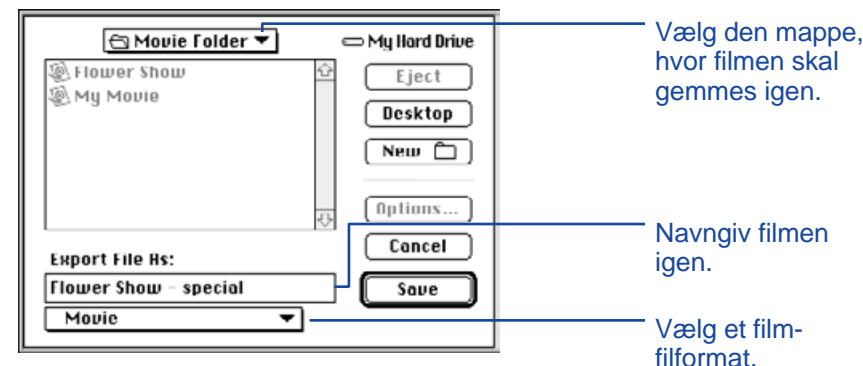 Movie Folder
My Hard Drive
Flower Show
My Movie
Eject
Desktop
New
Options...
Cancel
Save
Export File As:
Flower Show - special
Movie
Vælg den mappe,
hvor filmen skal
gemmes igen.
Navngiv filmen
igen.
Vælg et film-
filformat.